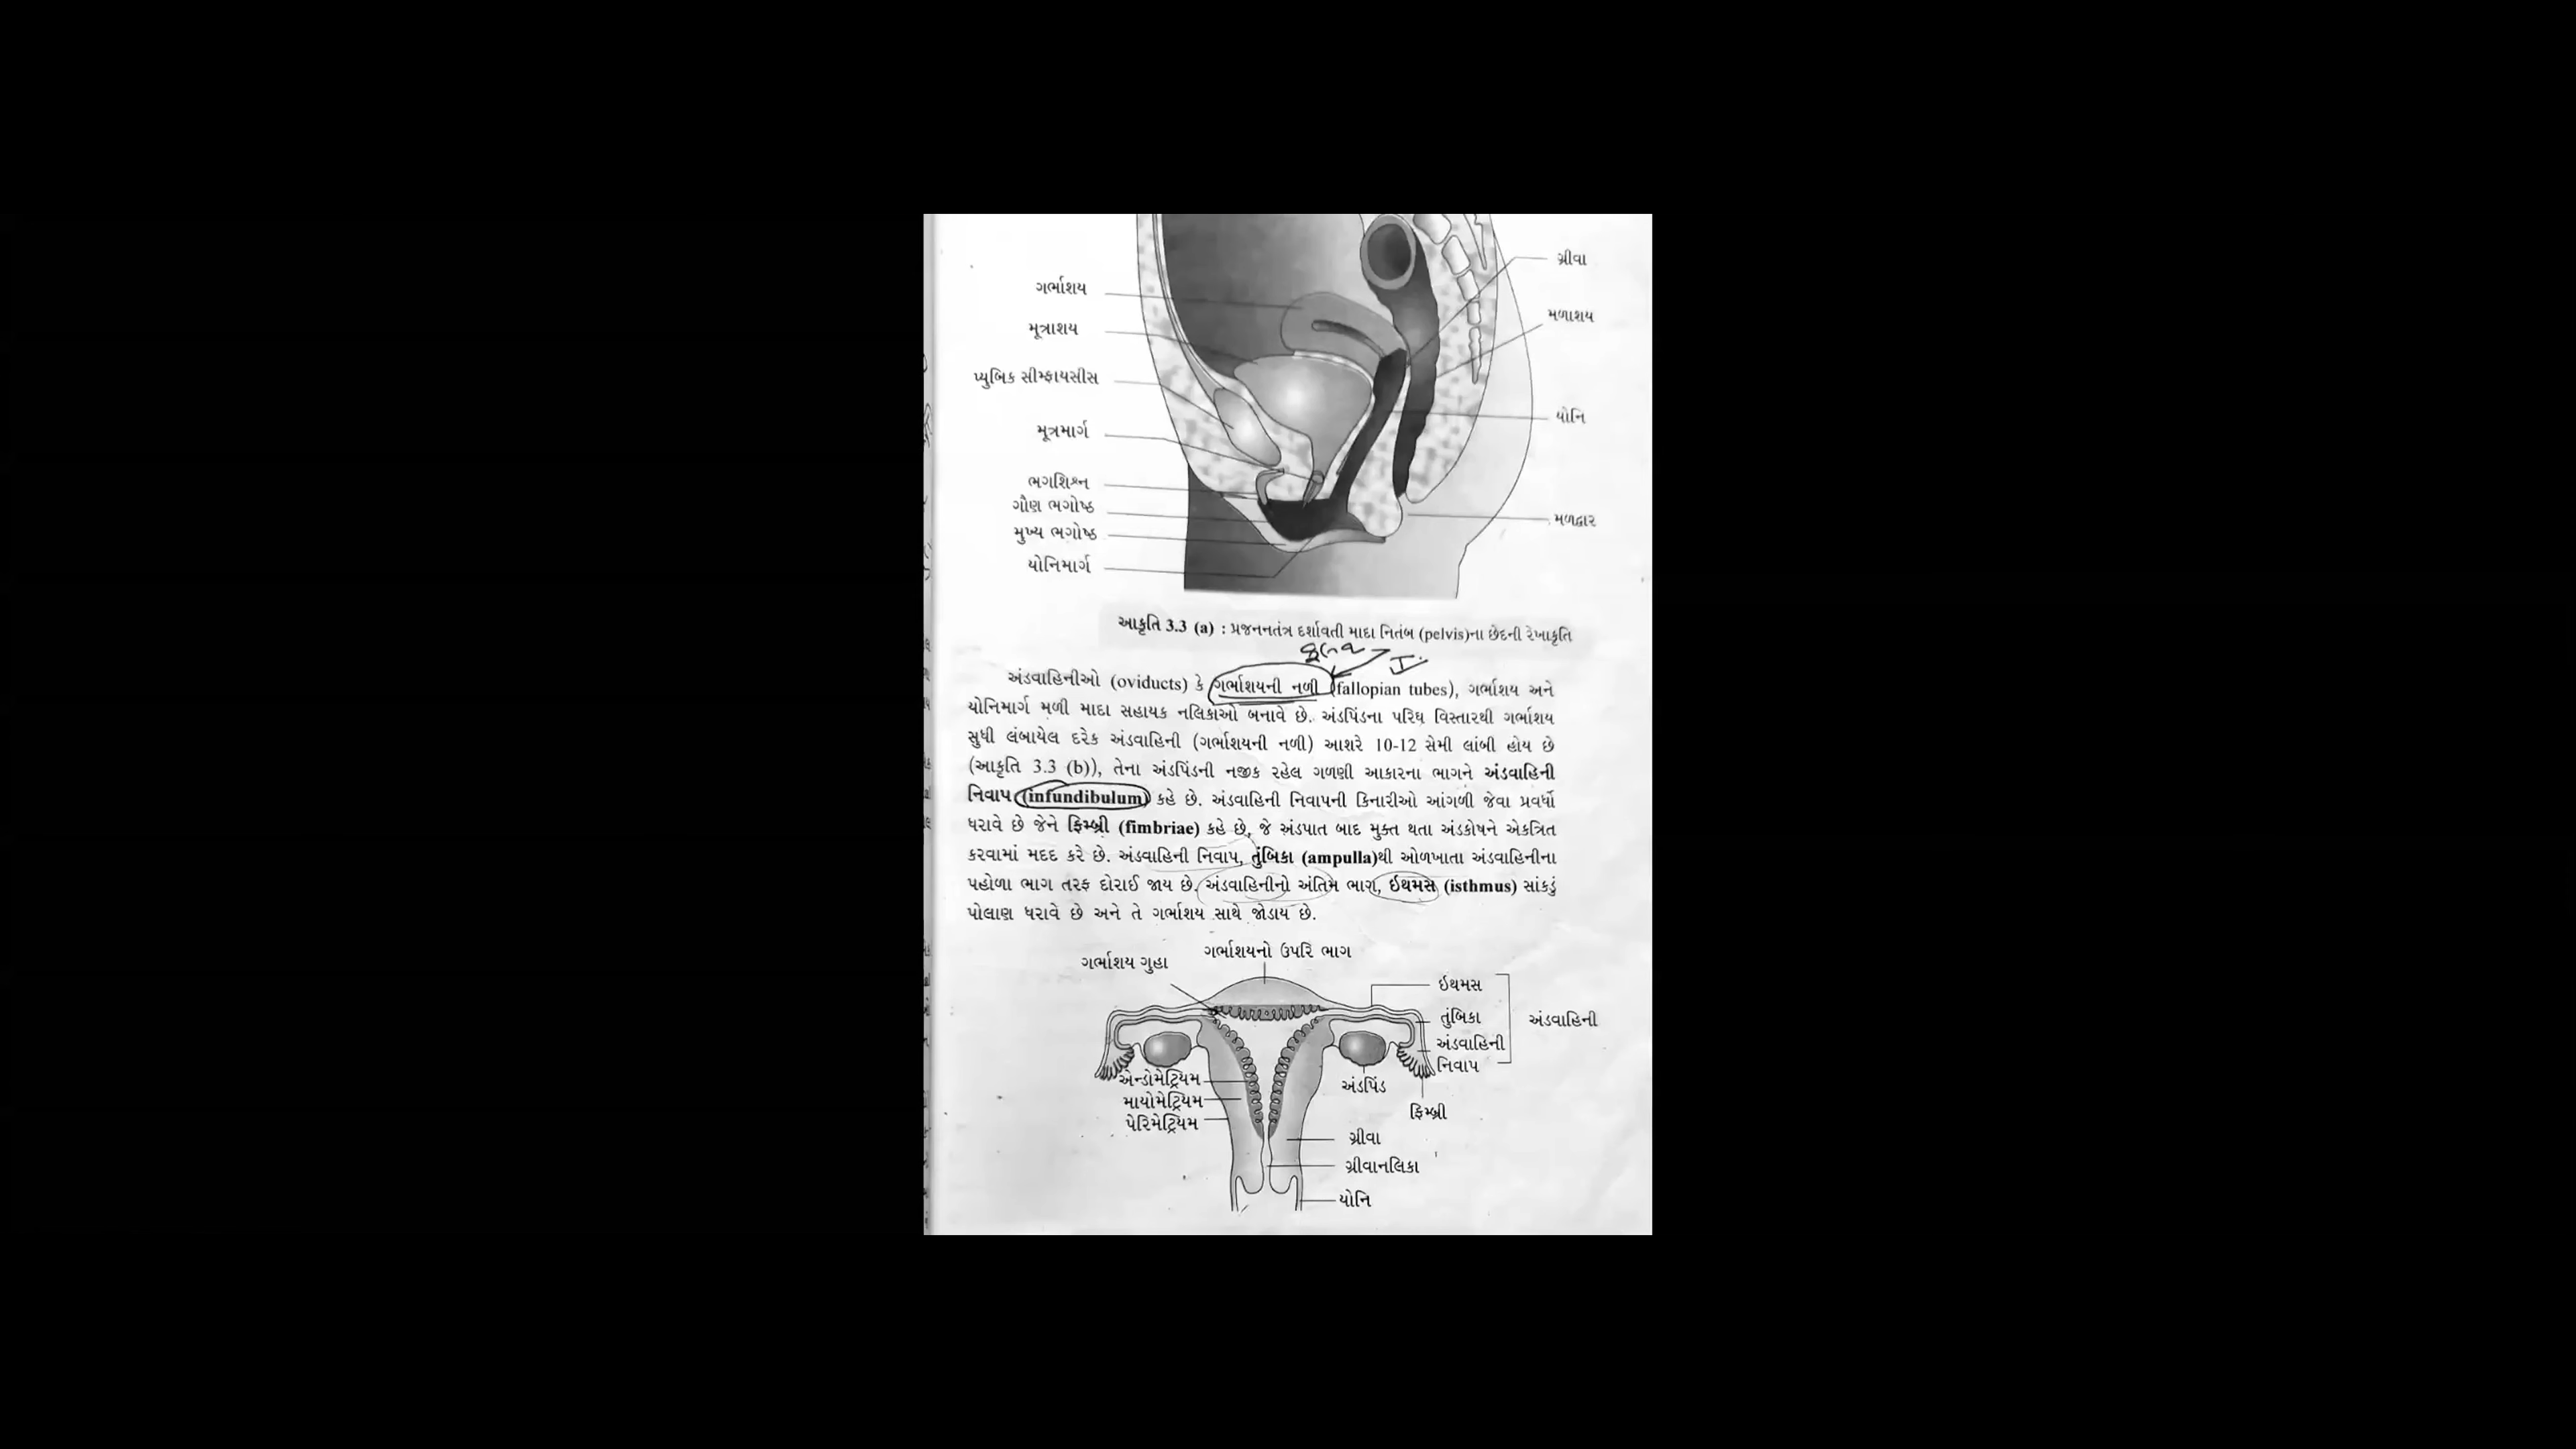 ગ્રીવા
ગર્ભાશય
મળાશય
મૂત્રાશય
પ્યુબિક સીમ્ફાયસીસ
યોનિ
મૂત્રમાર્ગ
ભગશિશ્ન
ગૌણ ભગોષ્ઠ
મળદ્વાર
મુખ્ય ભગોષ્ઠ
યોનિમાર્ગ
આકૃતિ 3.3 (a) : પ્રજનનતંત્ર દર્શાવતી માદા નિતંબ (pelvis)ના છેદની રેખાકૃતિ
અંડવાહિનીઓ (oviducts) કે ગર્ભાશયની નળી (fallopian tubes), ગર્ભાશય અને
યોનિમાર્ગ મળી માદા સહાયક નલિકાઓ બનાવે છે. અંડપિંડના પરિઘ વિસ્તારથી ગર્ભાશય
સુધી લંબાયેલ દરેક અંડવાહિની (ગર્ભાશયની નળી) આશરે 10-12 સેમી લાંબી હોય છે
(આકૃતિ 3.3 (b)), તેના અંડપિંડની નજીક રહેલ ગળણી આકારના ભાગને અંડવાહિની
નિવાપ (infundibulum) કહે છે. અંડવાહિની નિવાપની કિનારીઓ આંગળી જેવા પ્રવર્ધો
ધરાવે છે જેને ફિમ્બ્રી (fimbriae) કહે છે, જે અંડપાત બાદ મુક્ત થતા અંડકોષને એકત્રિત
કરવામાં મદદ કરે છે. અંડવાહિની નિવાપ, તુંબિકા (ampulla)થી ઓળખાતા અંડવાહિનીના
પહોળા ભાગ તરફ દોરાઈ જાય છે. અંડવાહિનીનો અંતિમ ભાગ, ઇથમસ (isthmus) સાંકડું
પોલાણ ધરાવે છે અને તે ગર્ભાશય સાથે જોડાય છે.
ગર્ભાશયનો ઉપરિ ભાગ
ગર્ભાશય ગુહા
ઇથમસ
તુંબિકા
અંડવાહિની
અંડવાહિની
નિવાપ
એન્ડોમેટ્રિયમ
અંડપિંડ
માયોમેટ્રિયમ
ફિમ્બ્રી
પેરિમેટ્રિયમ
ગ્રીવા
ગ્રીવાનલિકા
યોનિ